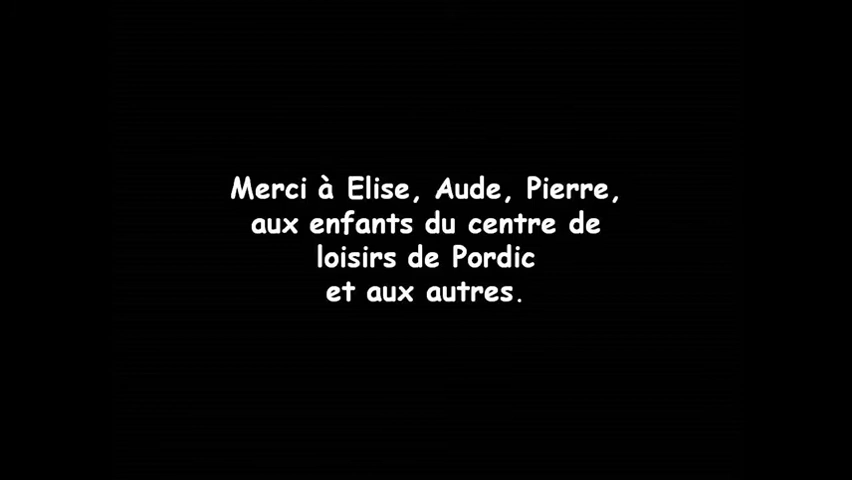 Merci à Elise, Aude, Pierre,
aux enfants du centre de
loisirs de Pordic
et aux autres.